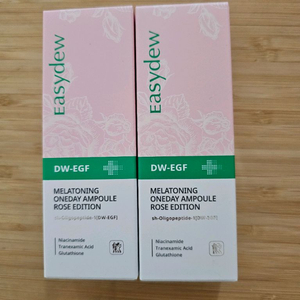 Easydew
DW-EGF
MELATONING
ONEDAY AMPOULE
ROSE EDITION
sh-Oligopeptide-1(DW-EGF)
Niacinamide
Tranexamic Acid
Glutathione
Easydew
DW-EGF
MELATONING
ONEDAY AMPOULE
ROSE EDITION
sh-Oligopeptide-1(DW-EGF)
Niacinamide
Tranexamic Acid
Glutathione